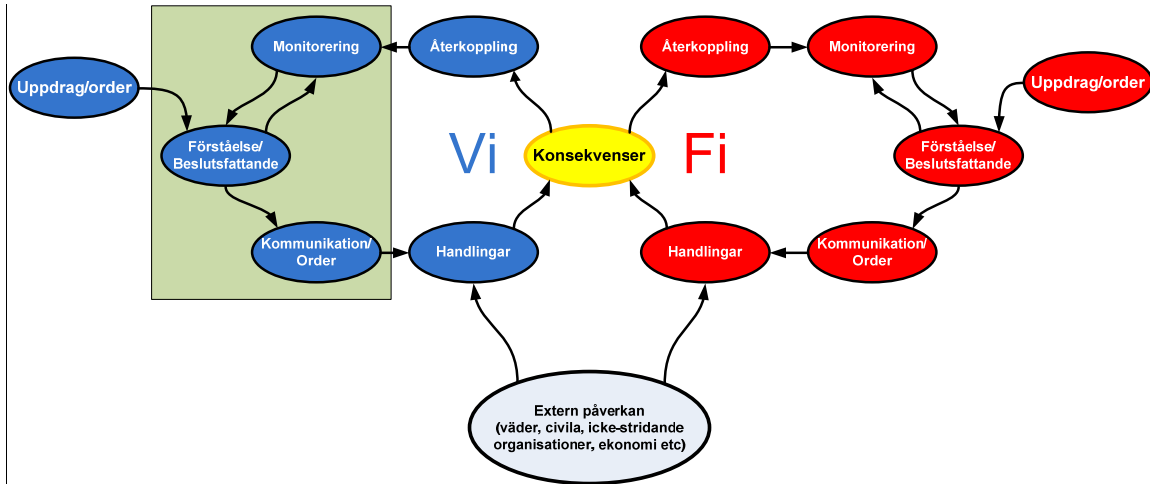 Monitorering
Återkoppling
Återkoppling
Monitorering
Uppdrag/order
Uppdrag/order
Förståelse/
Beslutsfattande
Vi
Konsekvenser
Fi
Förståelse/
Beslutsfattande
Kommunikation/
Order
Handlingar
Handlingar
Kommunikation/
Order
Extern påverkan
(väder, civila, icke-stridande
organisationer, ekonomi etc)